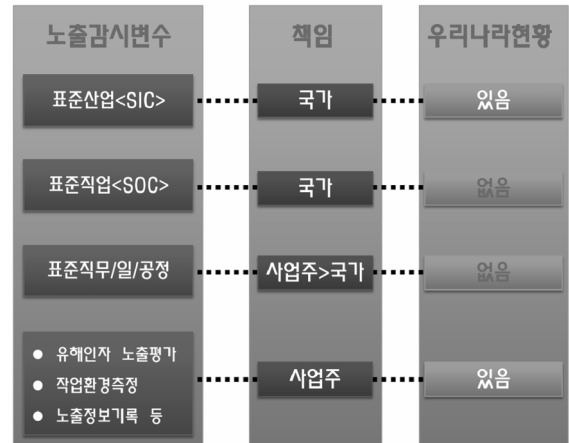 노출감시변수 책임 우리나라현황
표준산업<SIC> 국가 있음
표준직업<SOC> 국가 없음
표준직무/일/공정 사업주>국가 없음
● 유해인자 노출평가
● 작업환경측정
● 노출정보기록 등
사업주 있음